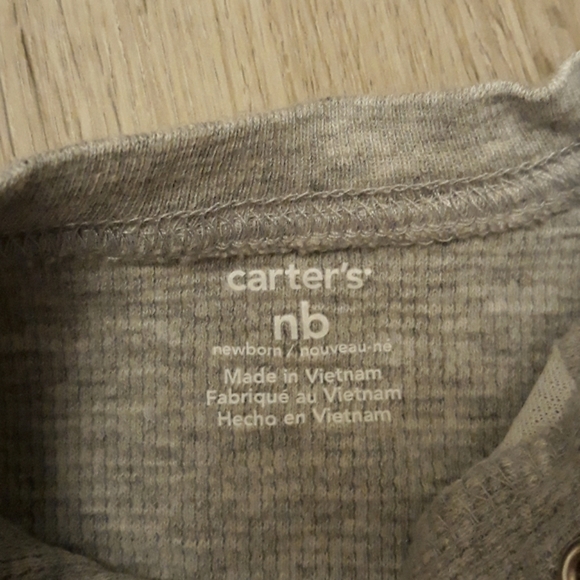 carter's
nb
newborn / nouveau-né
Made in Vietnam
Fabriqué au Vietnam
Hecho en Vietnam